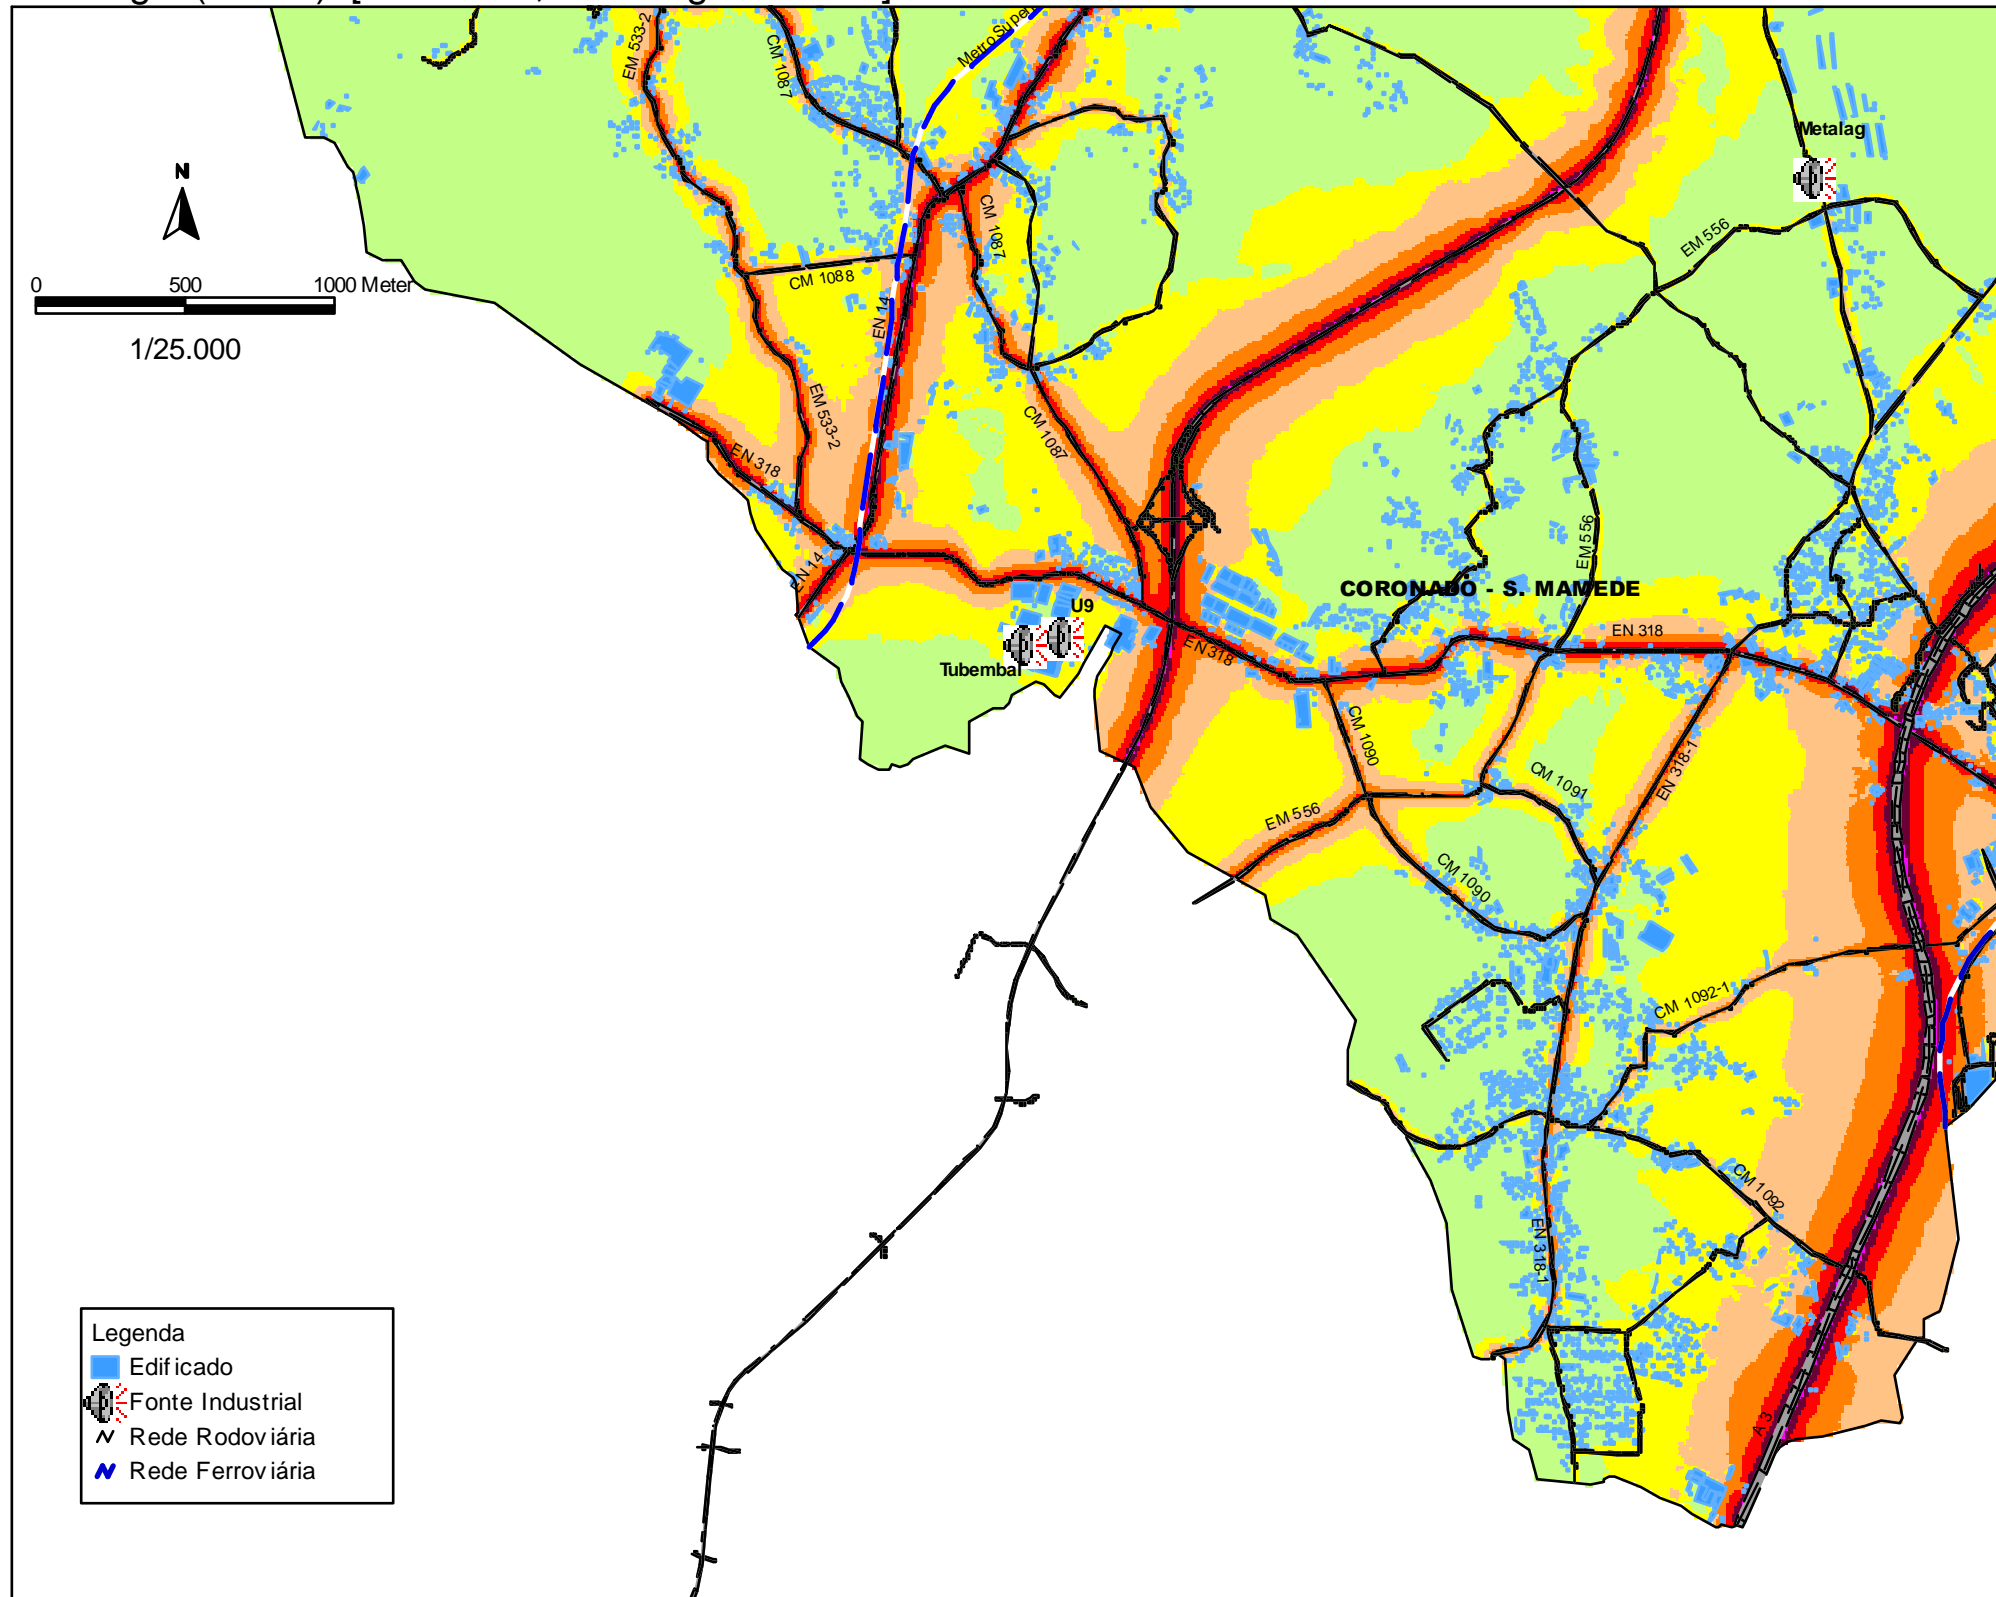 EM 533-2
CM 1087
Metro Super
Metalag
N
CM 1087
EM 556
CM 1088
0 500 1000 Meter
EN 14
1/25.000
EM 533-2
CM 1087
EN 318
EM 556
EN 14
CORONADO - S. MAMEDE
U9
EN 318
EN 318
Tubembal
CM 1090
EN 318-1
CM 1091
EM 556
CM 1090
CM 1092-1
CM 1092
EN 318-1
Legenda
Edificado
Fonte Industrial
Rede Rodoviária
Rede Ferroviária
A 3